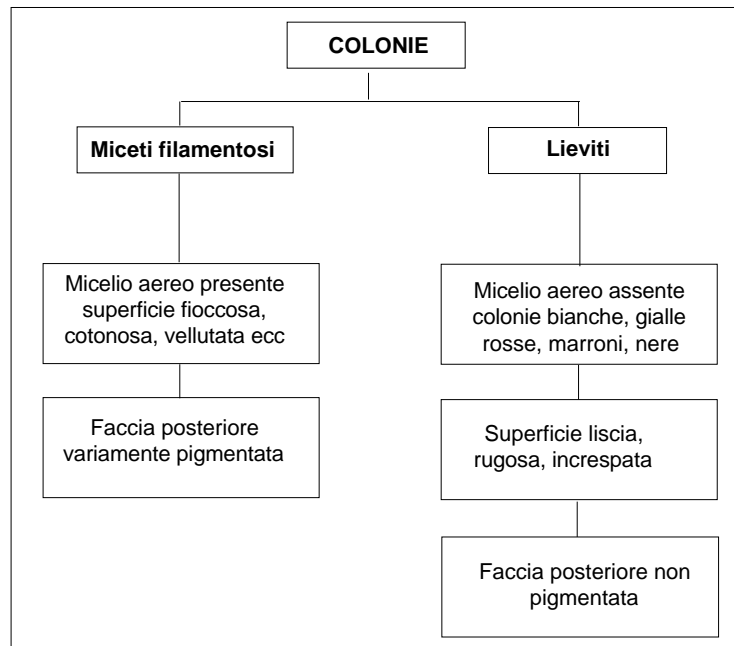 COLONIE
Miceti filamentosi
Micelio aereo presente
superficie fioccosa,
cotonosa, vellutata ecc
Faccia posteriore
variamente pigmentata
Lieviti
Micelio aereo assente
colonie bianche, gialle
rosse, marroni, nere
Superficie liscia,
rugosa, increspata
Faccia posteriore non
pigmentata